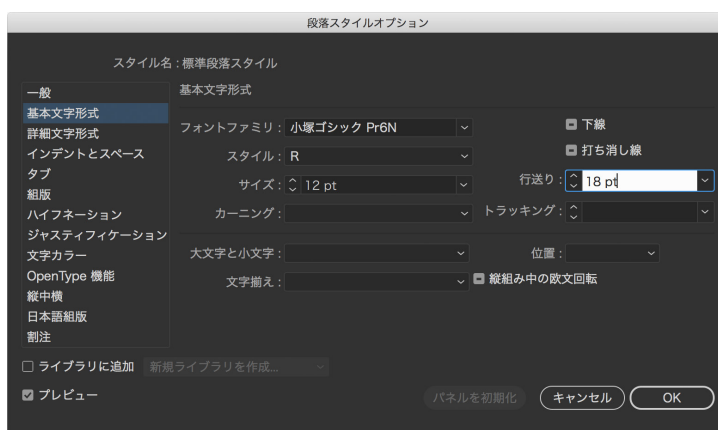 段落スタイルオプション
スタイル名 : 標準段落スタイル
一般
基本文字形式
詳細文字形式
インデントとスペース
タブ
組版
ハイフネーション
ジャスティフィケーション
文字カラー
OpenType 機能
縦中横
日本語組版
割注
基本文字形式
フォントファミリ : 小塚ゴシック Pr6N
下線
スタイル : R
打ち消し線
サイズ : 12 pt
行送り : 18 pt
カーニング :
トラッキング :
大文字と小文字 :
位置 :
文字揃え :
縦組み中の欧文回転
ライブラリに追加 新規ライブラリを作成...
プレビュー
パネルを初期化 キャンセル OK